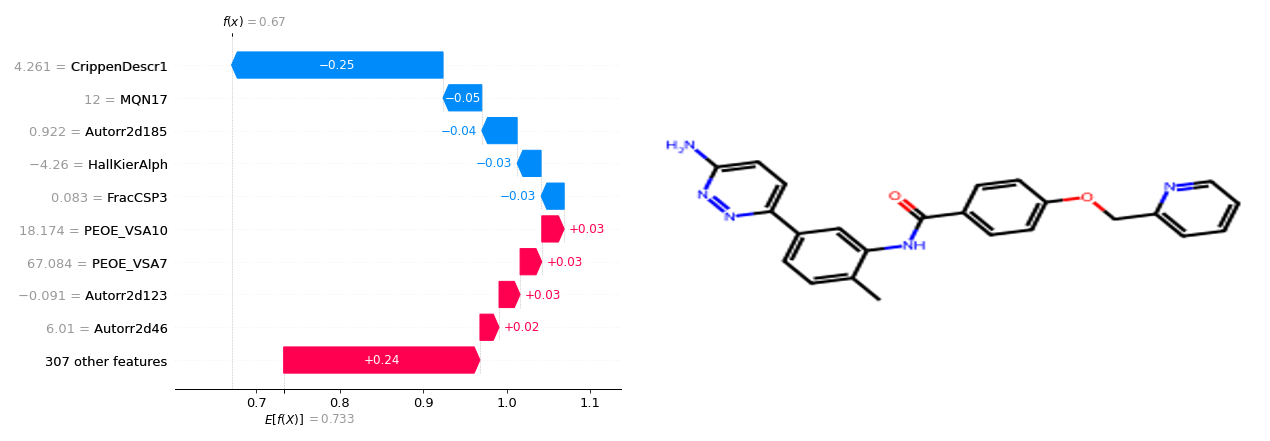 f(x) = 0.67
4.261 = CrippenDescr1
−0.25
12 = MQN17
−0.05
0.922 = Autorr2d185
−0.04
−4.26 = HallKierAlph
−0.03
0.083 = FracCSP3
−0.03
18.174 = PEOE_VSA10
+0.03
67.084 = PEOE_VSA7
+0.03
−0.091 = Autorr2d123
+0.03
6.01 = Autorr2d46
+0.02
307 other features
+0.24
0.7 0.8 0.9 1.0 1.1
E[f(X)] = 0.733
H₂N
N
N
O
NH
O
N